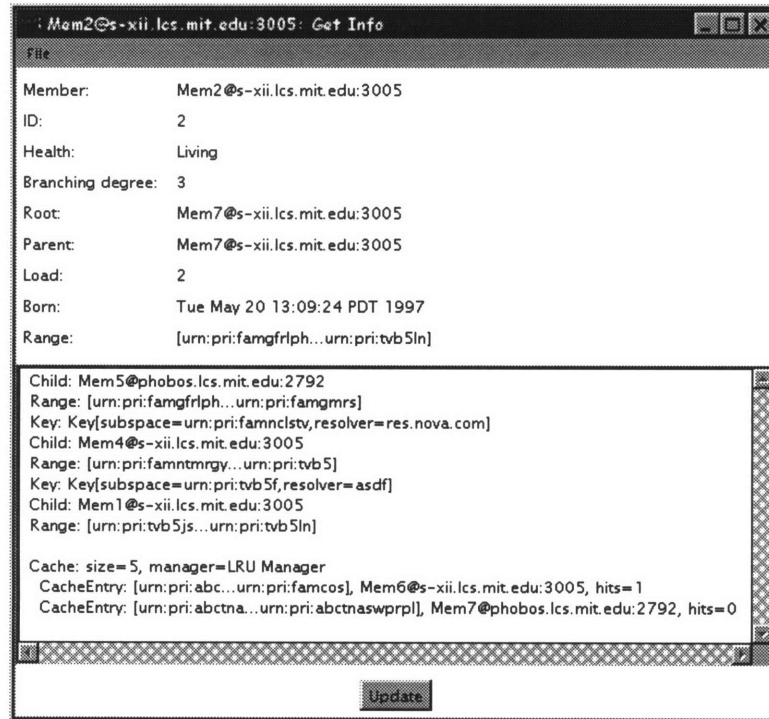 Mem2@s-xii.lcs.mit.edu:3005: Get Info
File
Member: Mem2@s-xii.lcs.mit.edu:3005
ID: 2
Health: Living
Branching degree: 3
Root: Mem7@s-xii.lcs.mit.edu:3005
Parent: Mem7@s-xii.lcs.mit.edu:3005
Load: 2
Born: Tue May 20 13:09:24 PDT 1997
Range: [urn:pri:famgfrlph...urn:pri:tvb5ln]
Child: Mem5@phobos.lcs.mit.edu:2792
Range: [urn:pri:famgfrlph...urn:pri:famgmrs]
Key: Key[subspace=urn:pri:famnclstv,resolver=res.nova.com]
Child: Mem4@s-xii.lcs.mit.edu:3005
Range: [urn:pri:famntmrgy...urn:pri:tvb5]
Key: Key[subspace=urn:pri:tvb5f,resolver=asdf]
Child: Mem1@s-xii.lcs.mit.edu:3005
Range: [urn:pri:tvb5js...urn:pri:tvb5ln]
Cache: size=5, manager=LRU Manager
CacheEntry: [urn:pri:abc...urn:pri:famcos], Mem6@s-xii.lcs.mit.edu:3005, hits=1
CacheEntry: [urn:pri:abctna...urn:pri:abctnaswprpl], Mem7@phobos.lcs.mit.edu:2792, hits=0
Update